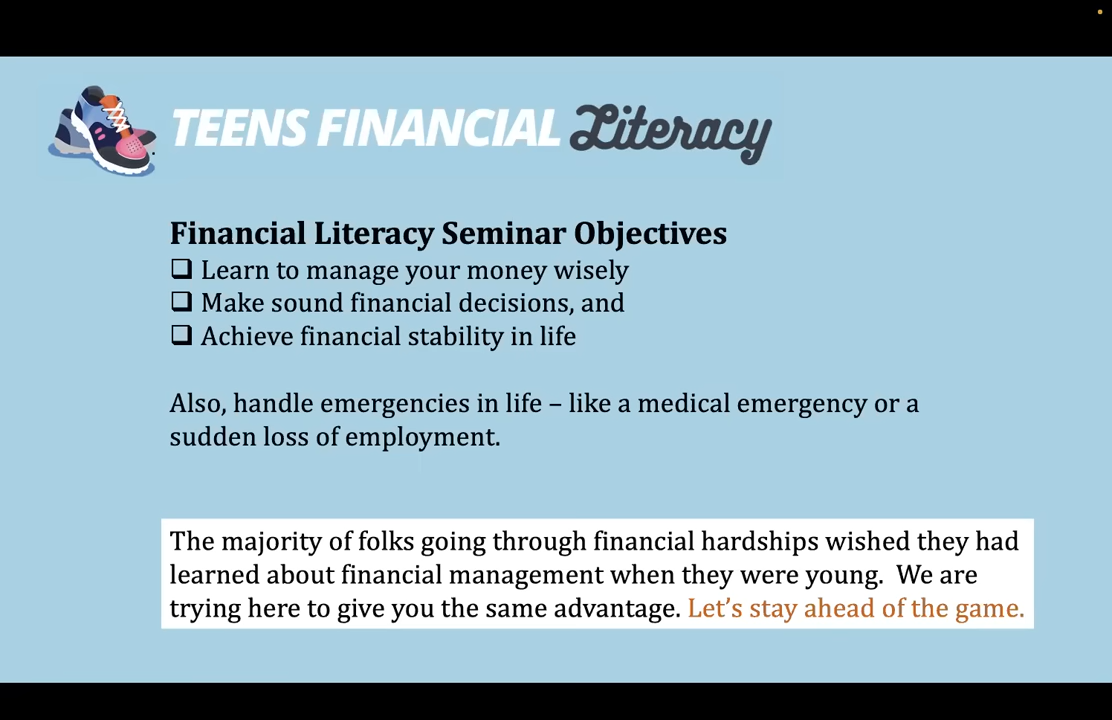 TEENS FINANCIAL Literacy
Financial Literacy Seminar Objectives
❑ Learn to manage your money wisely
❑ Make sound financial decisions, and
❑ Achieve financial stability in life
Also, handle emergencies in life – like a medical emergency or a
sudden loss of employment.
The majority of folks going through financial hardships wished they had
learned about financial management when they were young.  We are
trying here to give you the same advantage. Let’s stay ahead of the game.